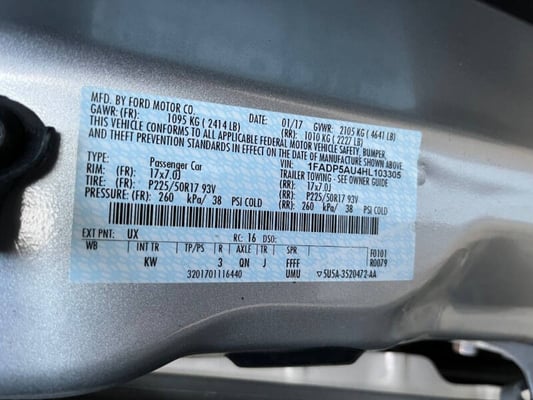 MFD. BY FORD MOTOR CO.
DATE: 01/17 GVWR: 2105 KG ( 4641 LB)
GAWR: (FR): 1095 KG ( 2414 LB) (RR): 1010 KG ( 2227 LB)
THIS VEHICLE CONFORMS TO ALL APPLICABLE FEDERAL MOTOR VEHICLE SAFETY, BUMPER,
AND THEFT PREVENTION STANDARDS IN EFFECT ON THE DATE OF MANUFACTURE SHOWN ABOVE.
VIN: 1FADP5AU4HL103305
TYPE: Passenger Car TRAILER TOWING - SEE OWNER GUIDE
RIM: (FR): 17x7.0J (RR): 17x7.0J
TIRE: (FR): P225/50R17 93V (RR): P225/50R17 93V
PRESSURE: (FR): 260 kPa/ 38 PSI COLD (RR): 260 kPa/ 38 PSI COLD
EXT PNT: UX RC: 16 DSO:
WB INT TR TP/PS R AXLE TR SPR F0101
KW 3 QN J FFFF R0079
3201701116440 UMU ▽ 5U5A-3520472-AA